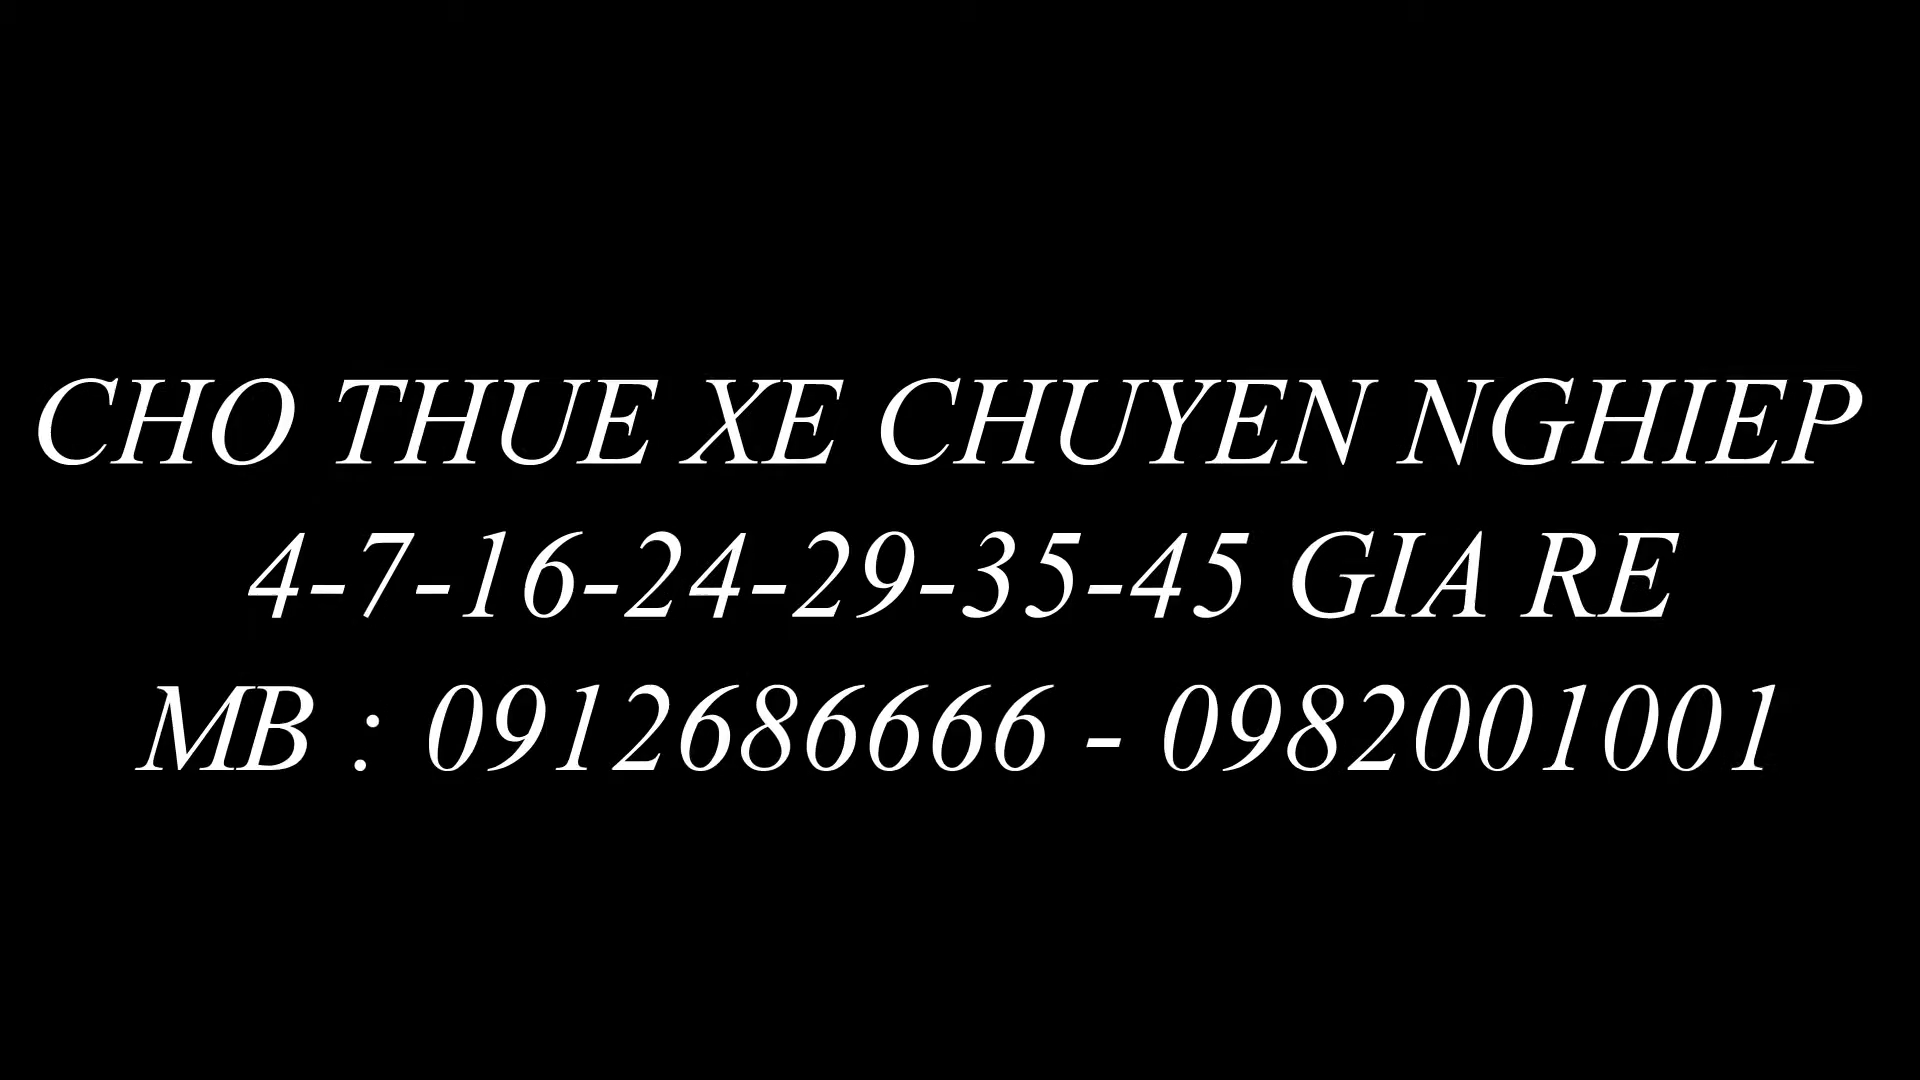 CHO THUE XE CHUYEN NGHIEP
4-7-16-24-29-35-45 GIA RE
MB : 0912686666 - 0982001001